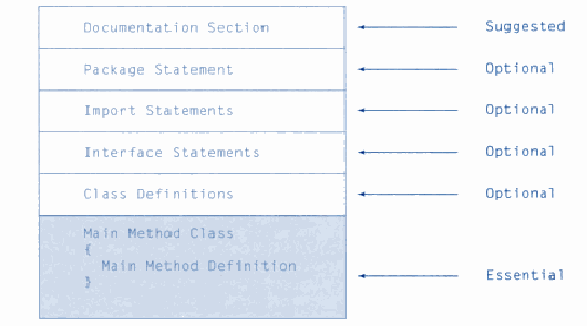 Documentation Section Suggested
Package Statement Optional
Import Statements Optional
Interface Statements Optional
Class Definitions Optional
Main Method Class
{
Main Method Definition
} Essential